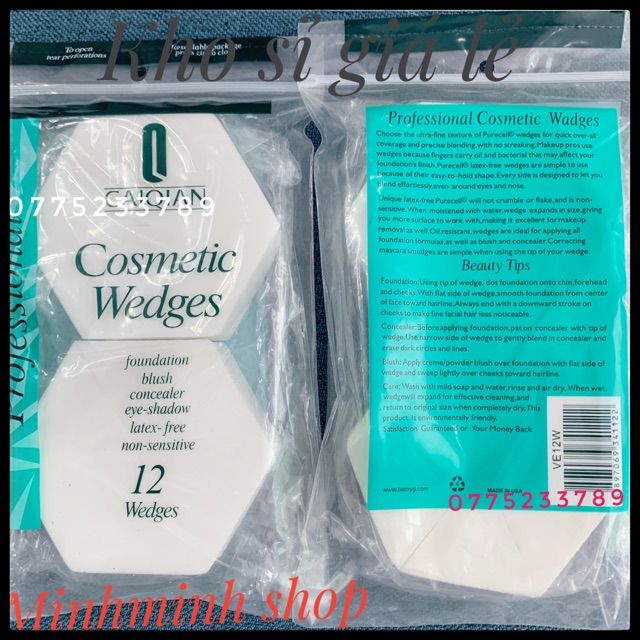 To open
tear perforations
Resealable package
press zip to close
Kho sỉ giá lẻ
CAIQIAN
0775233789
Professional
Cosmetic
Wedges
foundation
blush
concealer
eye-shadow
latex- free
non-sensitive
12
Wedges
Professional Cosmetic Wadges
Choose the ultra-fine texture of Purecell® wedges for quick over-all
coverage and precise blending, with no streaking. Makeup pros use
wedges because fingers carry oil and bacterial that may affect your
foundation's finish. Purecell® latex-free wedges are simple to use
because of their easy-to-hold shape. Every side is designed to let you
blend effortlessly, even around eyes and nose.
Unique latex-free Purecell® will not crumble or flake, and is non-
sensitive. When moistened with water, wedge expands in size, giving
you more surface to work with, making it excellent for makeup
removal as well. Oil resistant, wedges are ideal for applying all
foundation formulas, as well as blush and concealer. Correcting
mascara smudges are simple when using the tip of your wedge.
Beauty Tips
Foundation: Using tip of wedge, dot foundation onto chin, forehead
and cheeks. With flat side of wedge, smooth foundation from center
of face toward hairline. Always end with a downward stroke on
cheeks to make fine facial hair less noticeable.
Concealer: Before applying foundation, pat on concealer with tip of
wedge. Use narrow side of wedge to gently blend in concealer and
erase dark circles and lines.
Blush: Apply creme/powder blush over foundation with flat side of
wedge and sweep lightly over cheeks toward hairline.
Care: Wash with mild soap and water, rinse and air dry. When wet,
wedge will expand for effective cleaning, and
return to original size when completely dry. This
product is environmentally friendly.
Satisfaction Guaranteed or Your Money Back
VE12W
MADE IN USA
0775233789
Minhminh shop